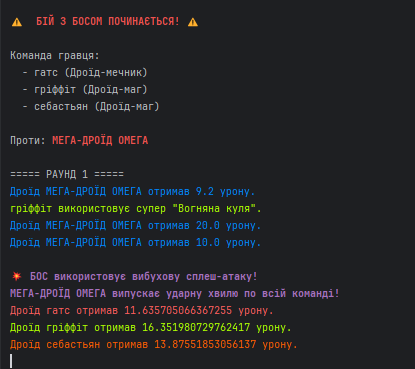 ⚠ БІЙ З БОСОМ ПОЧИНАЄТЬСЯ! ⚠
Команда гравця:
- гатс (Дроїд-мечник)
- гріффіт (Дроїд-маг)
- себастьян (Дроїд-маг)
Проти: МЕГА-ДРОЇД ОМЕГА
===== РАУНД 1 =====
Дроїд МЕГА-ДРОЇД ОМЕГА отримав 9.2 урону.
гріффіт використовує супер "Вогняна куля".
Дроїд МЕГА-ДРОЇД ОМЕГА отримав 20.0 урону.
Дроїд МЕГА-ДРОЇД ОМЕГА отримав 10.0 урону.
💥 БОС використовує вибухову сплеш-атаку!
МЕГА-ДРОЇД ОМЕГА випускає ударну хвилю по всій команді!
Дроїд гатс отримав 11.635705066367255 урону.
Дроїд гріффіт отримав 16.351980729762417 урону.
Дроїд себастьян отримав 13.87551853056137 урону.